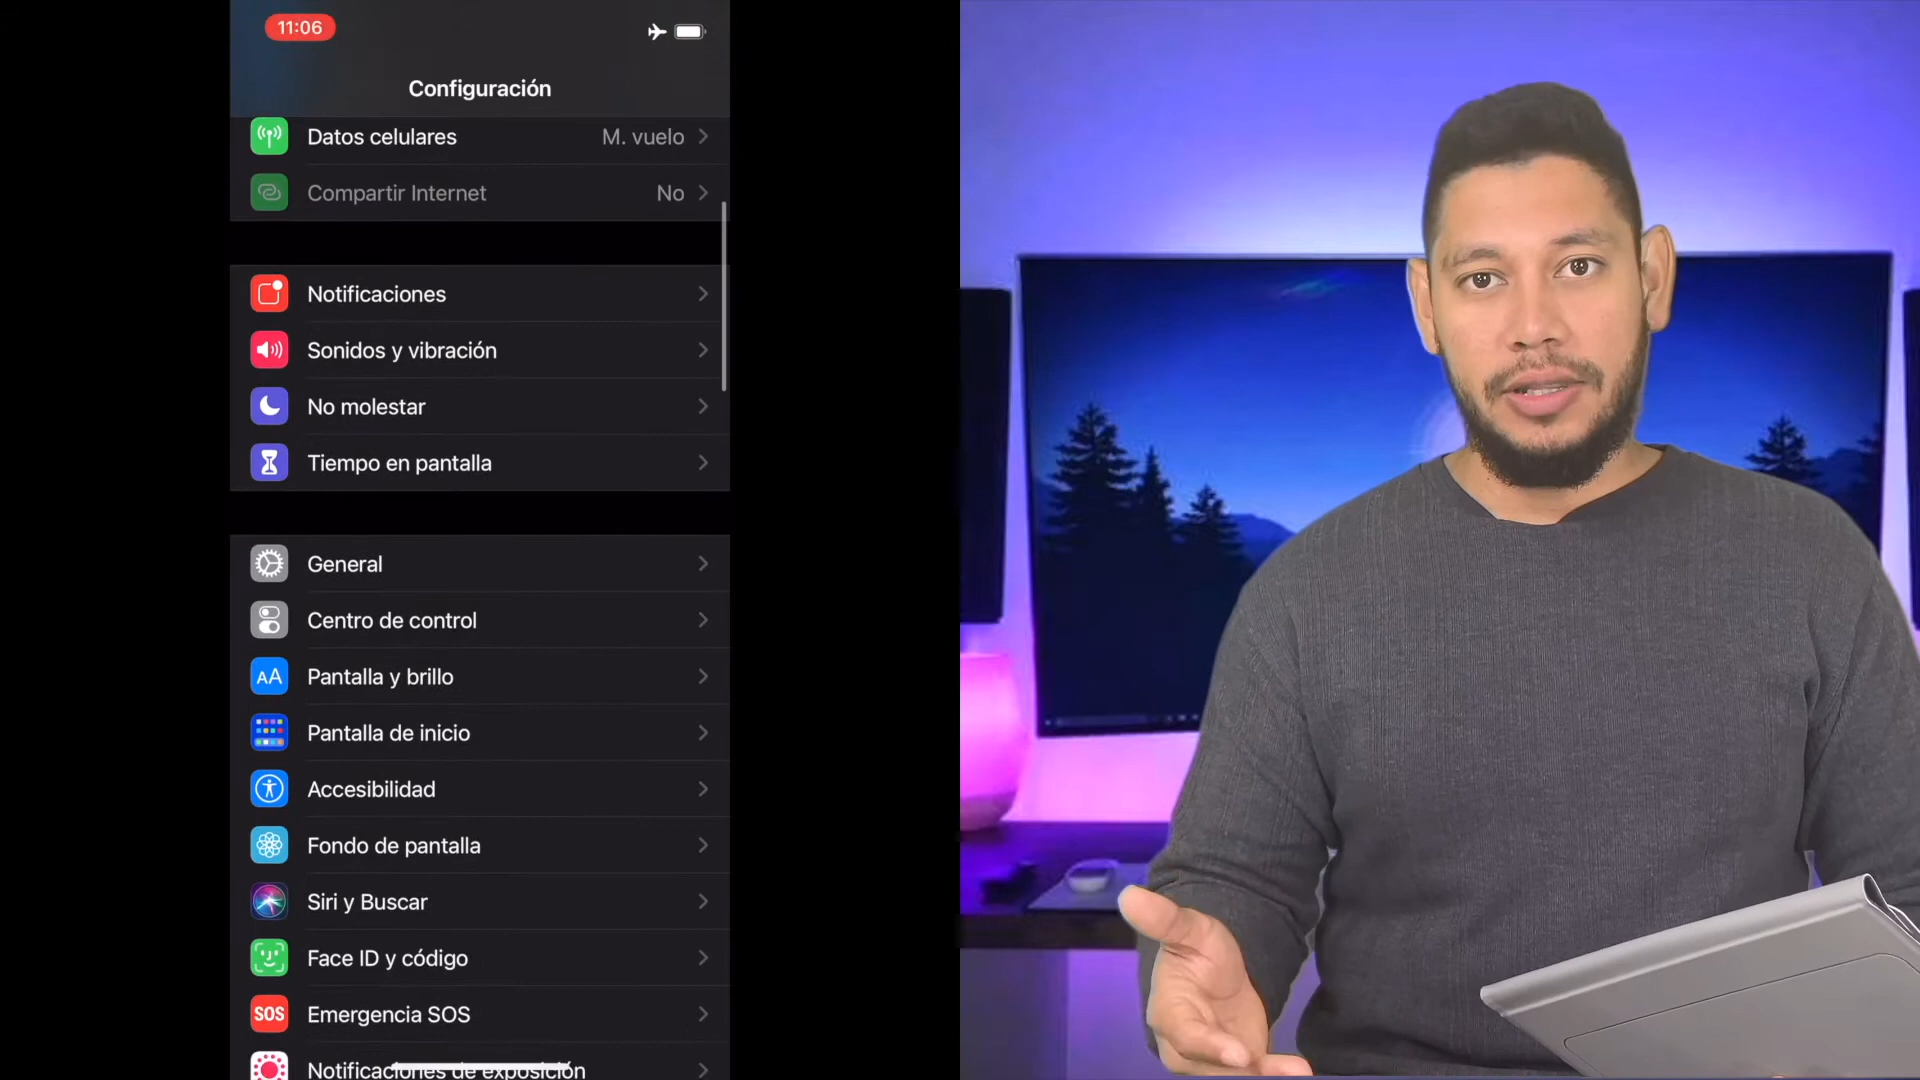 11:06
Configuración
Datos celulares M. vuelo
Compartir Internet No
Notificaciones
Sonidos y vibración
No molestar
Tiempo en pantalla
General
Centro de control
AA Pantalla y brillo
Pantalla de inicio
Accesibilidad
Fondo de pantalla
Siri y Buscar
Face ID y código
SOS Emergencia SOS
Notificaciones de exposición